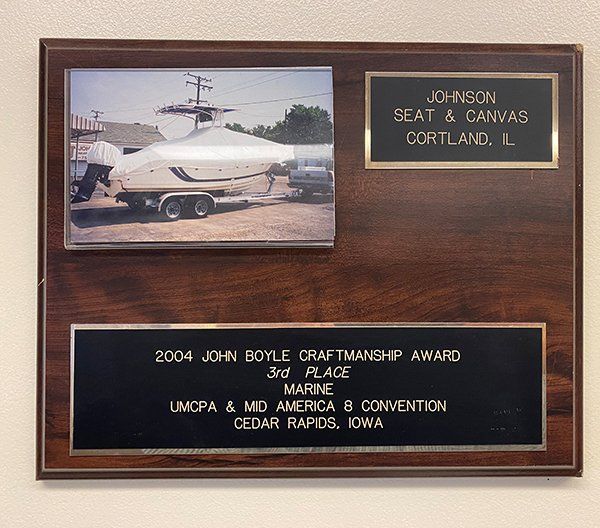 JOHNSON
SEAT & CANVAS
CORTLAND, IL
2004 JOHN BOYLE CRAFTMANSHIP AWARD
3rd PLACE
MARINE
UMCPA & MID AMERICA 8 CONVENTION
CEDAR RAPIDS, IOWA